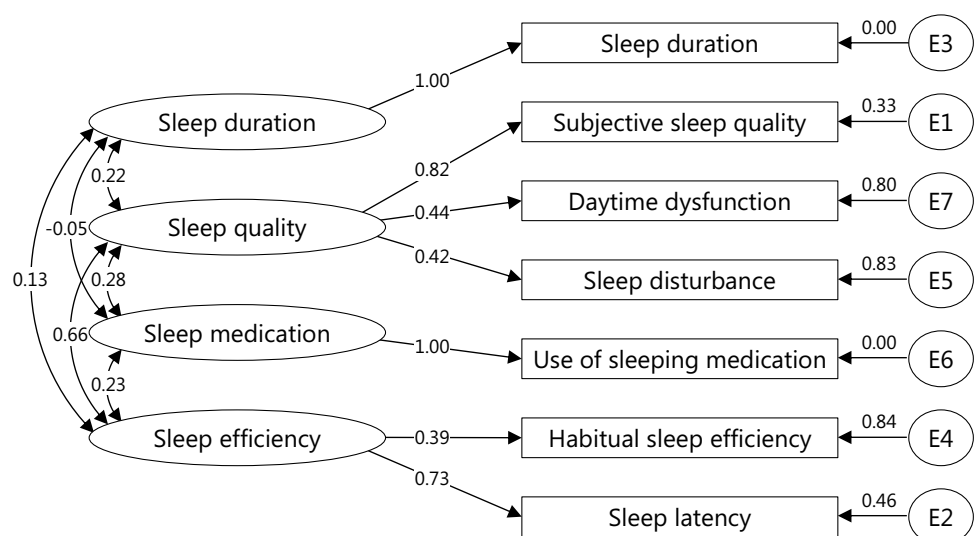 Sleep duration
0.00
E3
1.00
Sleep duration
Subjective sleep quality
0.33
E1
0.22
0.82
Sleep quality
0.44
Daytime dysfunction
0.80
E7
-0.05
0.42
0.13
0.28
Sleep disturbance
0.83
E5
0.66
Sleep medication
1.00
Use of sleeping medication
0.00
E6
0.23
Sleep efficiency
0.39
Habitual sleep efficiency
0.84
E4
0.73
Sleep latency
0.46
E2